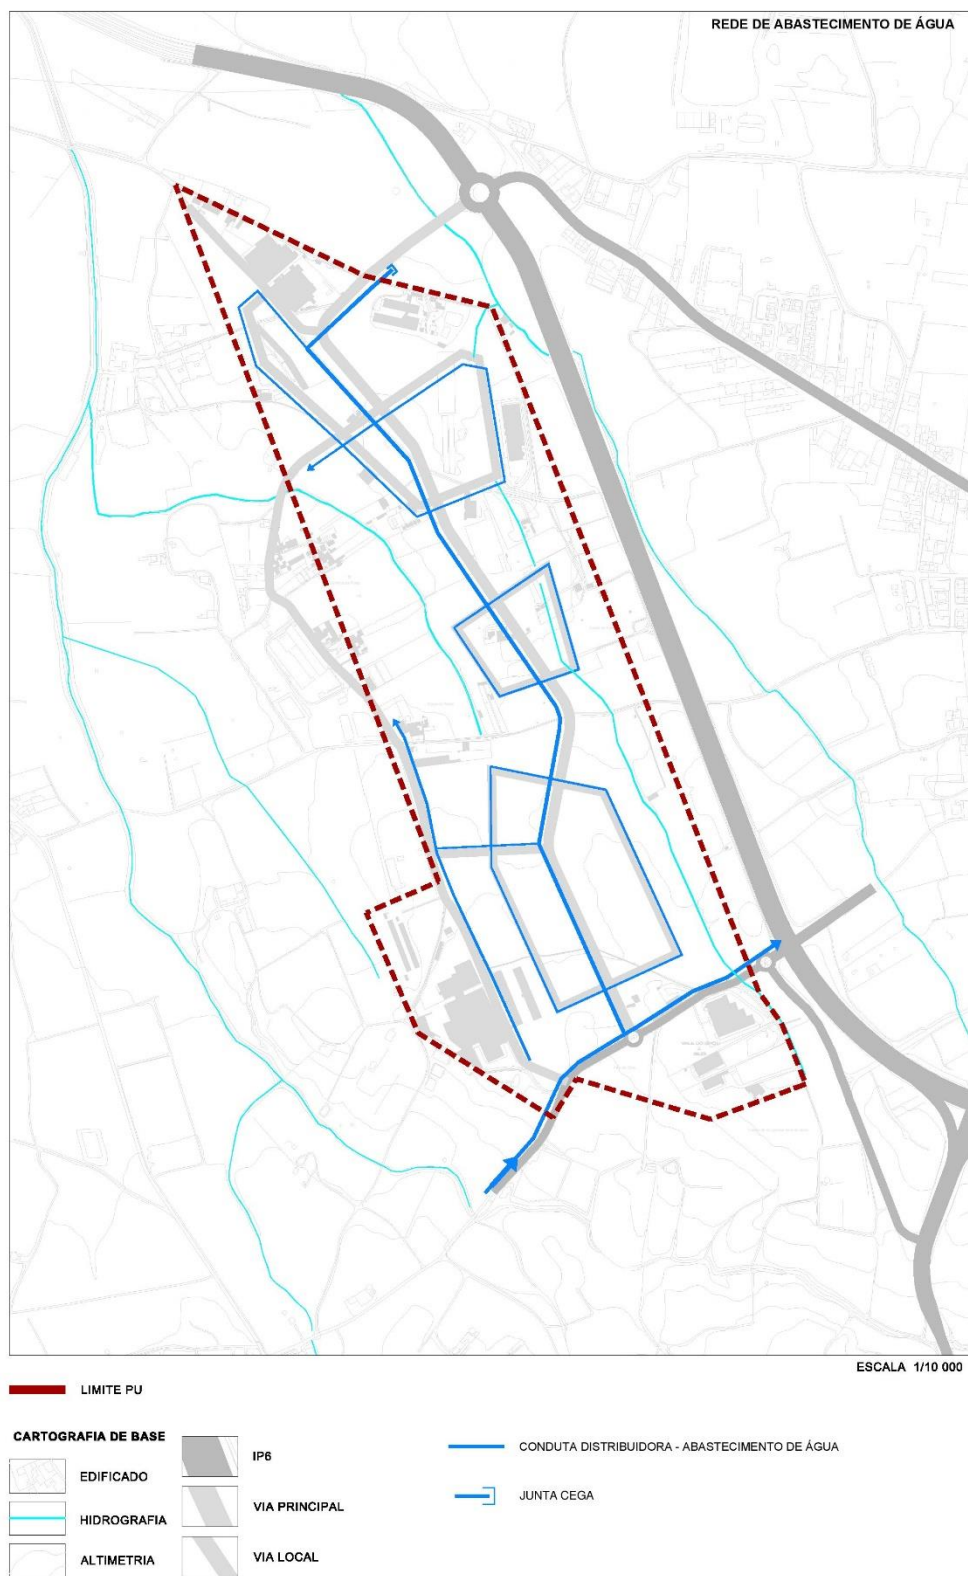 REDE DE ABASTECIMENTO DE ÁGUA
ESCALA 1/10 000
LIMITE PU
CARTOGRAFIA DE BASE
EDIFICADO
HIDROGRAFIA
ALTIMETRIA
IP6
VIA PRINCIPAL
VIA LOCAL
CONDUTA DISTRIBUIDORA - ABASTECIMENTO DE ÁGUA
JUNTA CEGA